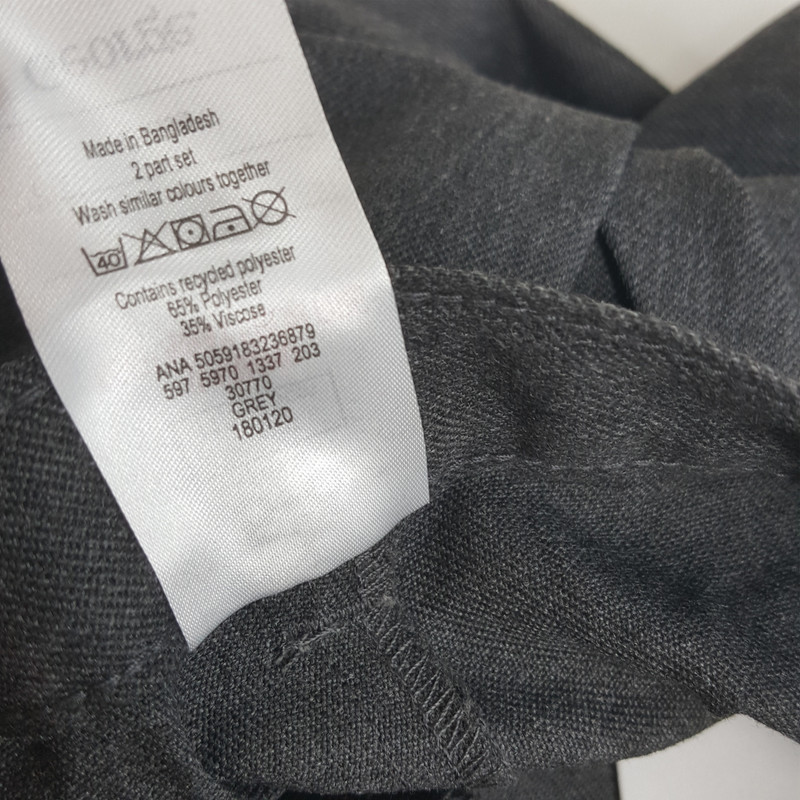 Made in Bangladesh
2 part set
Wash similar colours together
40
Contains recycled polyester
65% Polyester
35% Viscose
ANA 5059183236879
597 5970 1337 203
30770
GREY
180120